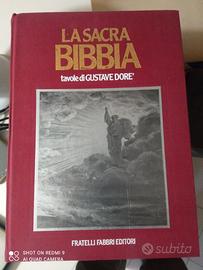 LA SACRA
BIBBIA
tavole di GUSTAVE DORE'
FRATELLI FABBRI EDITORI
SHOT ON REDMI 9
AI QUAD CAMERA
subito